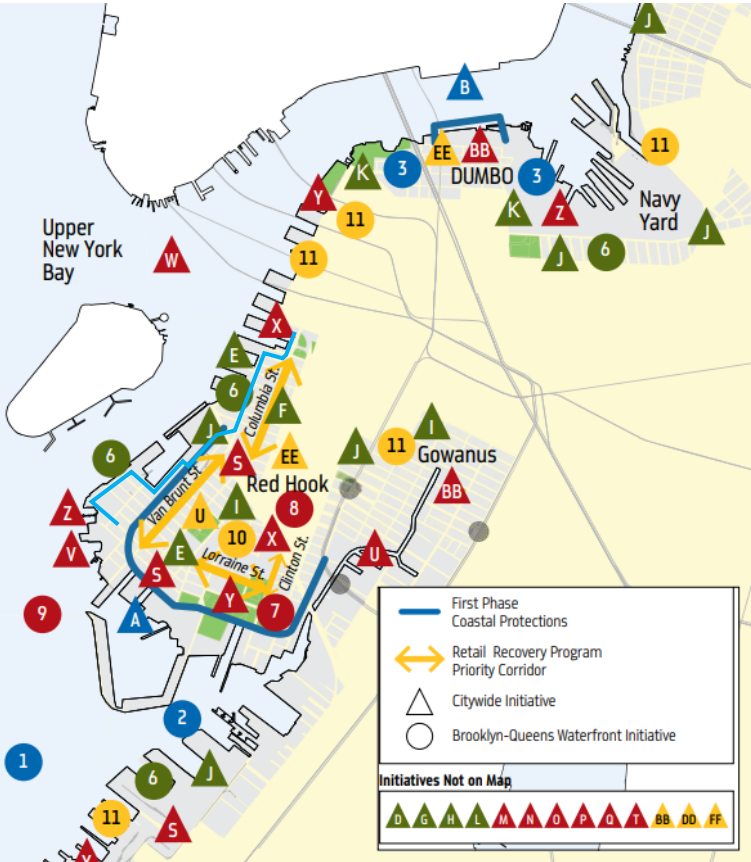 J
B
11
EE
BB
3
K
DUMBO
3
Y
K
Z
Navy
Yard
11
Upper
New York
Bay
J
J
6
W
11
X
E
Columbia St.
6
F
J
I
EE
J
11
Gowanus
6
S
Red Hook
BB
Van Brunt St.
Z
U
I
8
V
10
X
E
Lorraine St.
Clinton St.
U
S
Y
7
9
A
First Phase
Coastal Protections
Retail Recovery Program
Priority Corridor
Citywide Initiative
Brooklyn-Queens Waterfront Initiative
2
1
6
J
Initiatives Not on Map
D G H L M N O P Q T BB DD FF
11
S